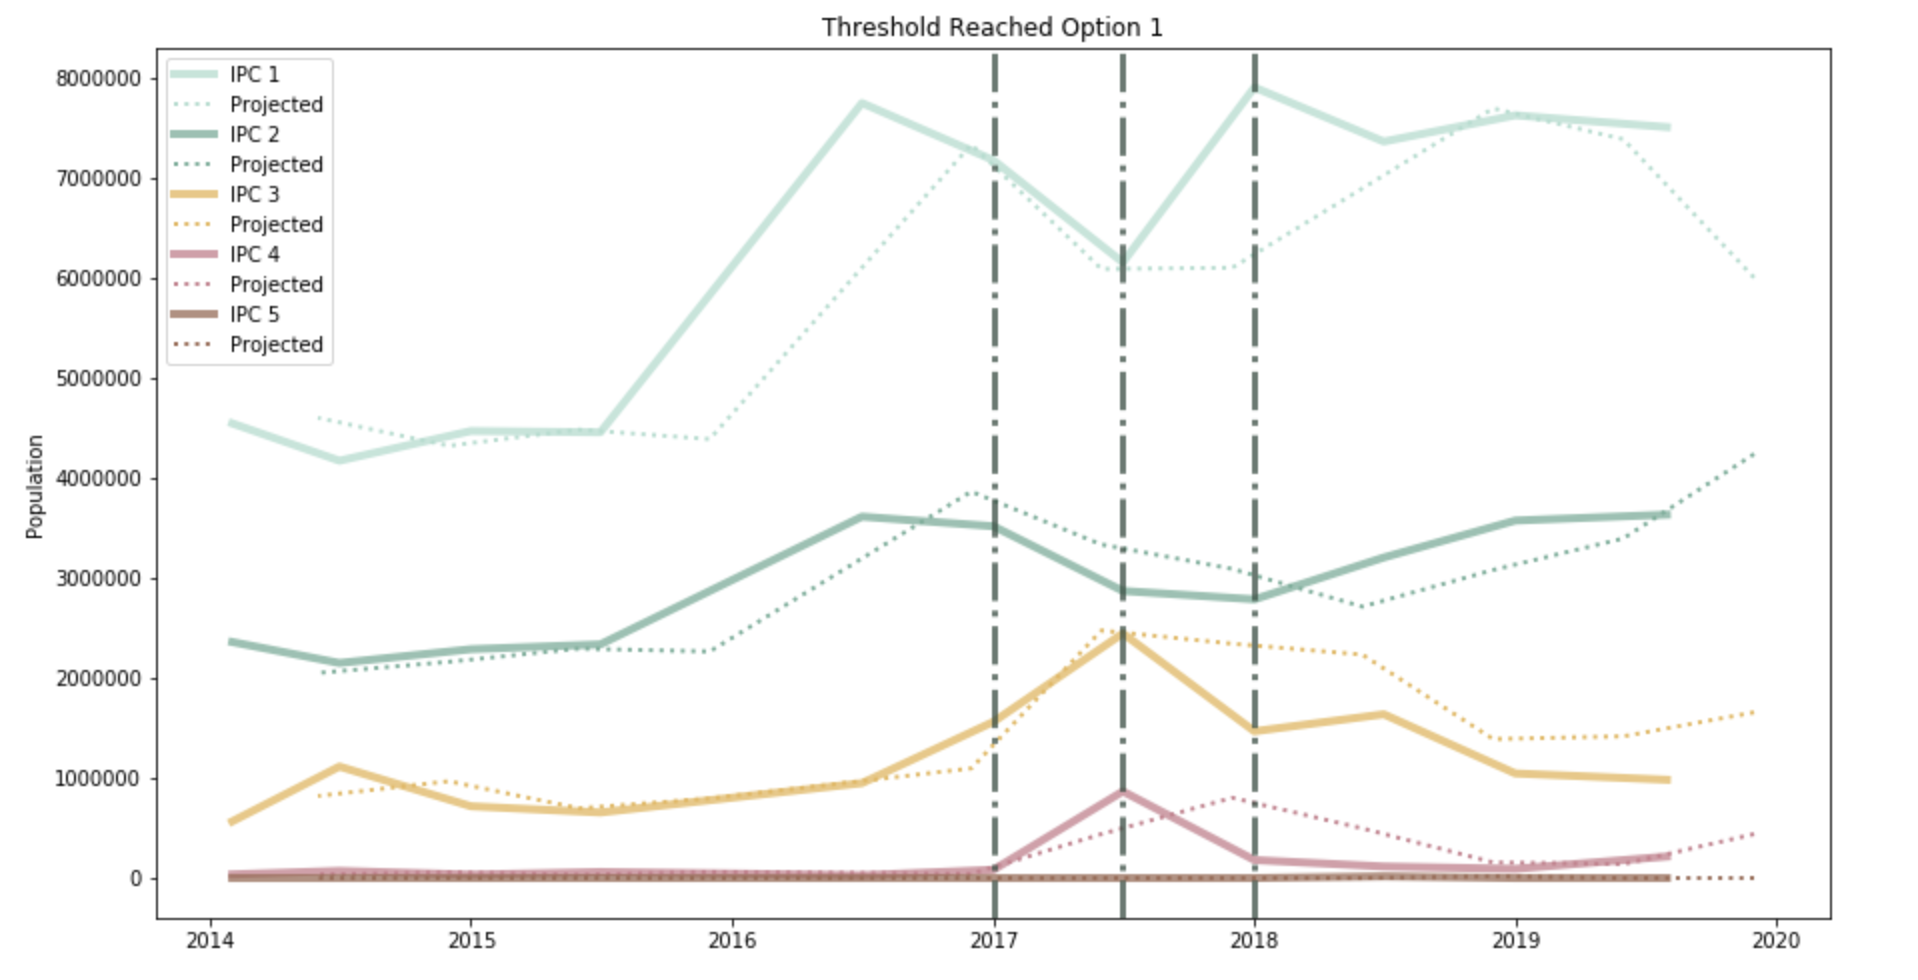 Threshold Reached Option 1
IPC 1
Projected
IPC 2
Projected
IPC 3
Projected
IPC 4
Projected
IPC 5
Projected
Population
8000000
7000000
6000000
5000000
4000000
3000000
2000000
1000000
0
2014 2015 2016 2017 2018 2019 2020